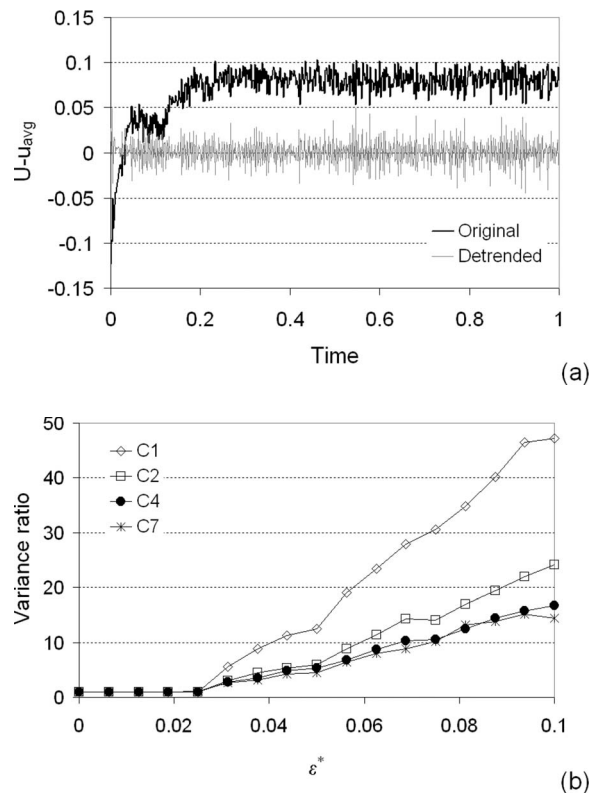 0.15
0.1
0.05
0
-0.05
-0.1
-0.15
U-uavg
Original
Detrended
0 0.2 0.4 0.6 0.8 1
Time
(a)
50
40
30
20
10
0
Variance ratio
C1
C2
C4
C7
0 0.02 0.04 0.06 0.08 0.1
ε*
(b)